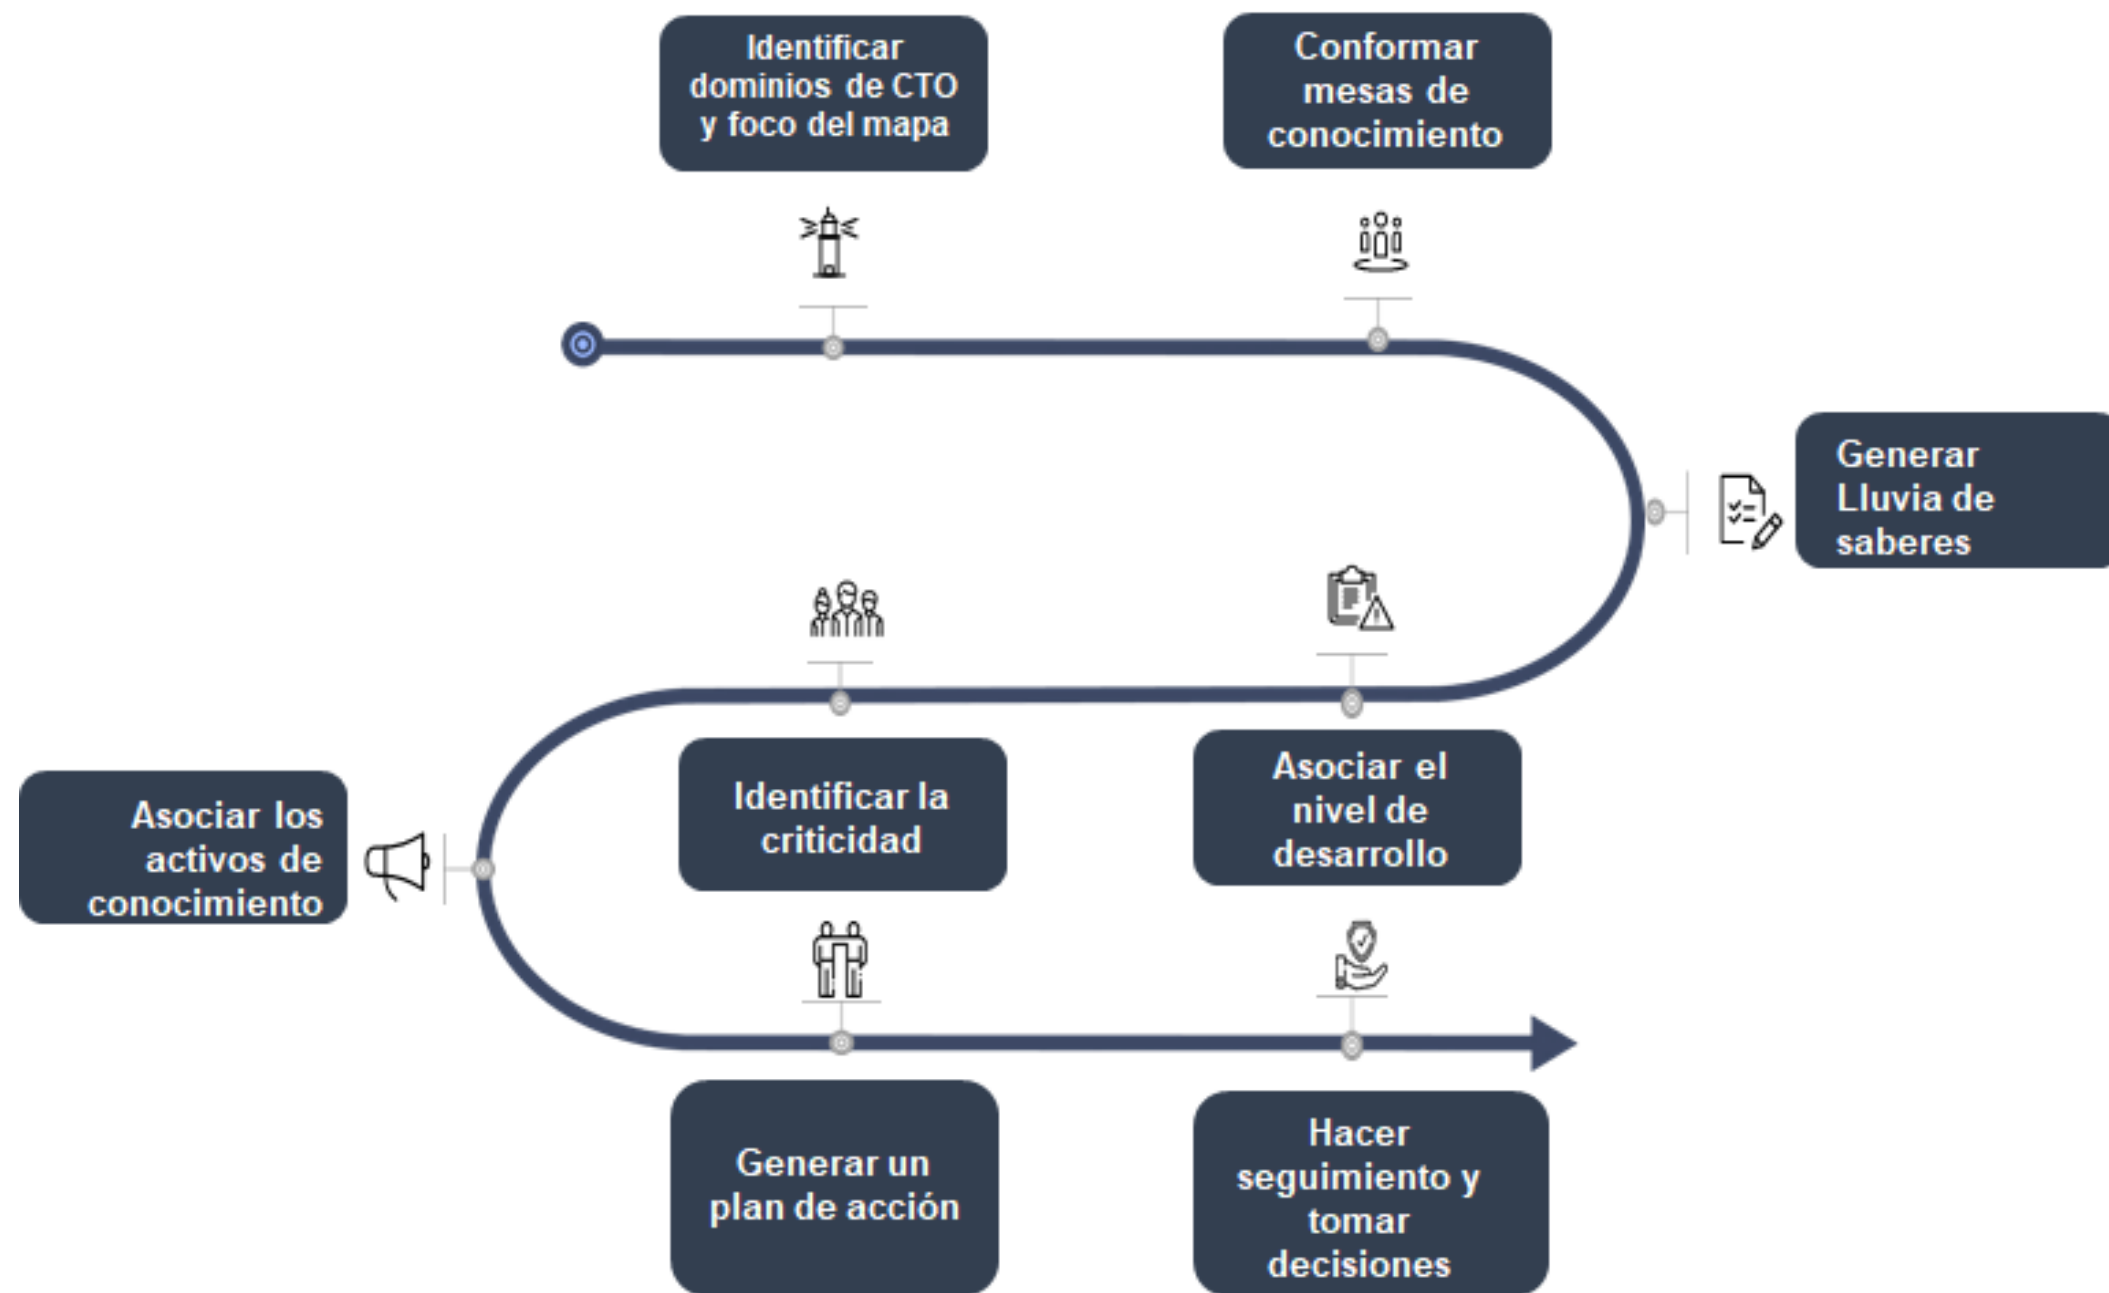 Identificar
dominios de CTO
y foco del mapa
Conformar
mesas de
conocimiento
Generar
Lluvia de
saberes
Asociar el
nivel de
desarrollo
Identificar la
criticidad
Asociar los
activos de
conocimiento
Generar un
plan de acción
Hacer
seguimiento y
tomar
decisiones